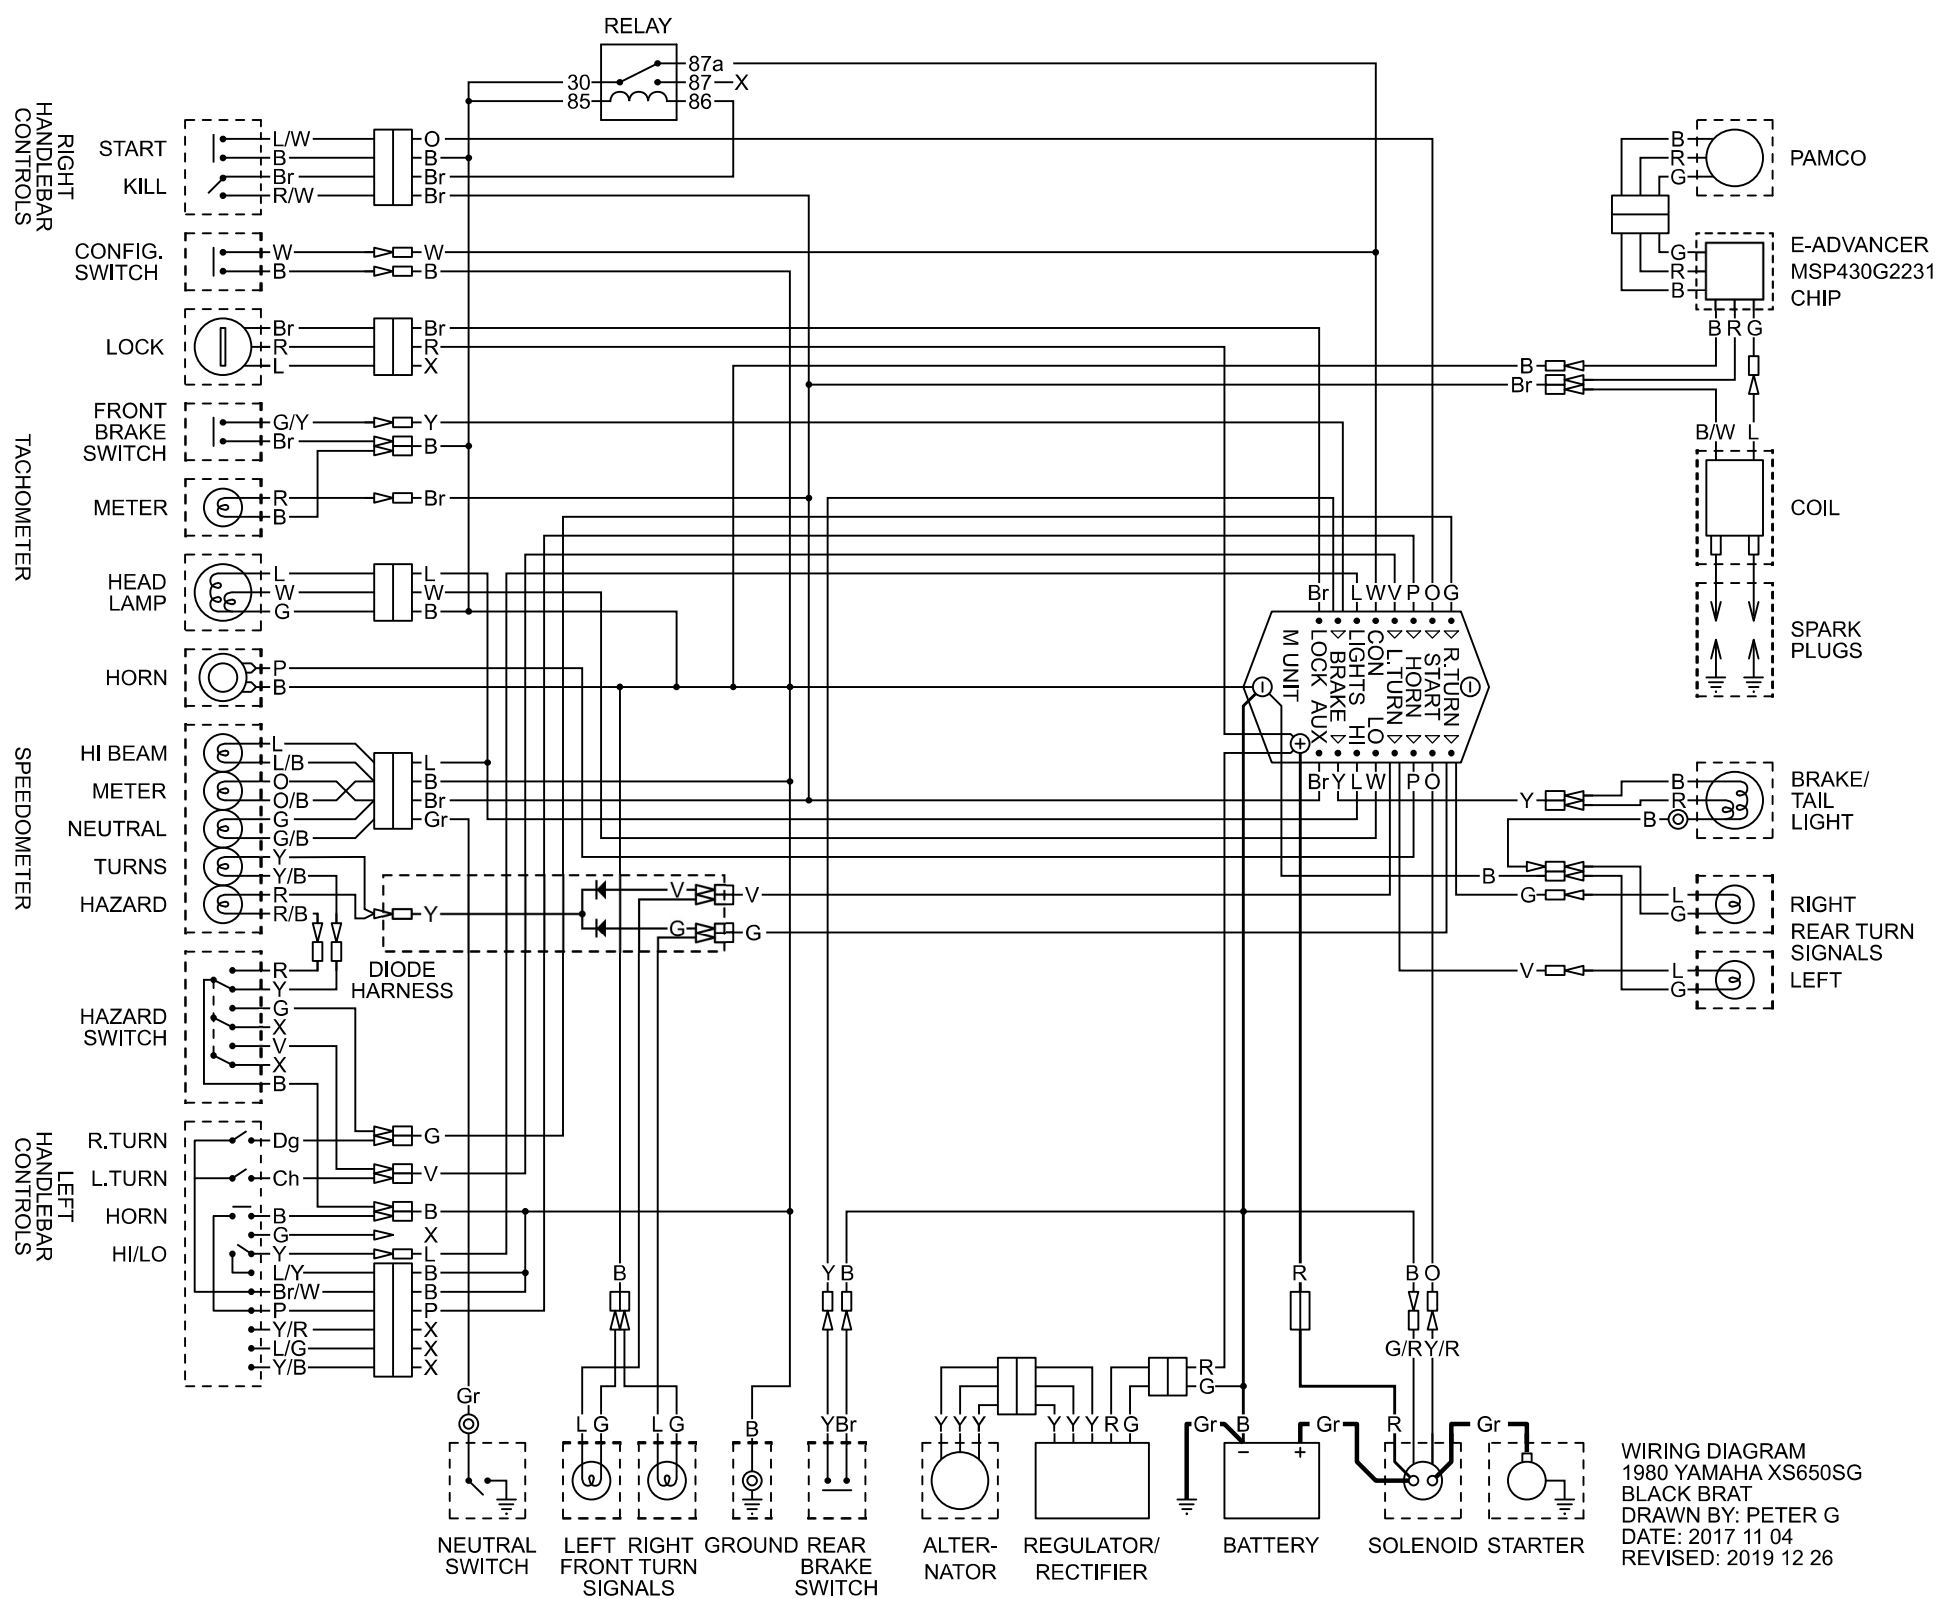 RELAY
30
85
87a
87
X
86
RIGHT
HANDLEBAR
CONTROLS
START
KILL
L/W
B
Br
R/W
O
B
Br
Br
CONFIG.
SWITCH
W
B
W
B
LOCK
Br
R
L
Br
R
X
FRONT
BRAKE
SWITCH
G/Y
Br
Y
B
TACHOMETER
METER
R
B
Br
HEAD
LAMP
L
W
G
L
W
B
HORN
P
B
SPEEDOMETER
HI BEAM
METER
NEUTRAL
TURNS
HAZARD
L
L/B
O
O/B
G
G/B
Y
Y/B
R
R/B
L
B
Br
Gr
Y
V
G
V
G
DIODE
HARNESS
HAZARD
SWITCH
R
Y
G
X
V
X
B
LEFT
HANDLEBAR
CONTROLS
R.TURN
L.TURN
HORN
HI/LO
Dg
Ch
B
G
Y
L/Y
Br/W
P
Y/R
L/G
Y/B
G
V
B
X
L
B
B
P
X
X
X
PAMCO
B
R
G
E-ADVANCER
MSP430G2231
CHIP
G
R
B
B R G
B
Br
B/W L
COIL
SPARK
PLUGS
Br L W V P O G
M UNIT
LOCK AUX
BRAKE
LIGHTS HI
CON LO
L.TURN
HORN
START
R.TURN
Br Y L W P O
BRAKE/
TAIL
LIGHT
Y
B
R
B
B
G
L
G
RIGHT
REAR TURN
SIGNALS
LEFT
V
L
G
Gr
NEUTRAL
SWITCH
B
L G
L G
LEFT RIGHT
FRONT TURN
SIGNALS
B
GROUND
Y B
Y Br
REAR
BRAKE
SWITCH
Y Y Y
ALTER-
NATOR
Y Y Y R G
R
G
REGULATOR/
RECTIFIER
Gr B
Gr
- +
BATTERY
R
B O
G/R Y/R
R
Gr
SOLENOID
STARTER
WIRING DIAGRAM
1980 YAMAHA XS650SG
BLACK BRAT
DRAWN BY: PETER G
DATE: 2017 11 04
REVISED: 2019 12 26